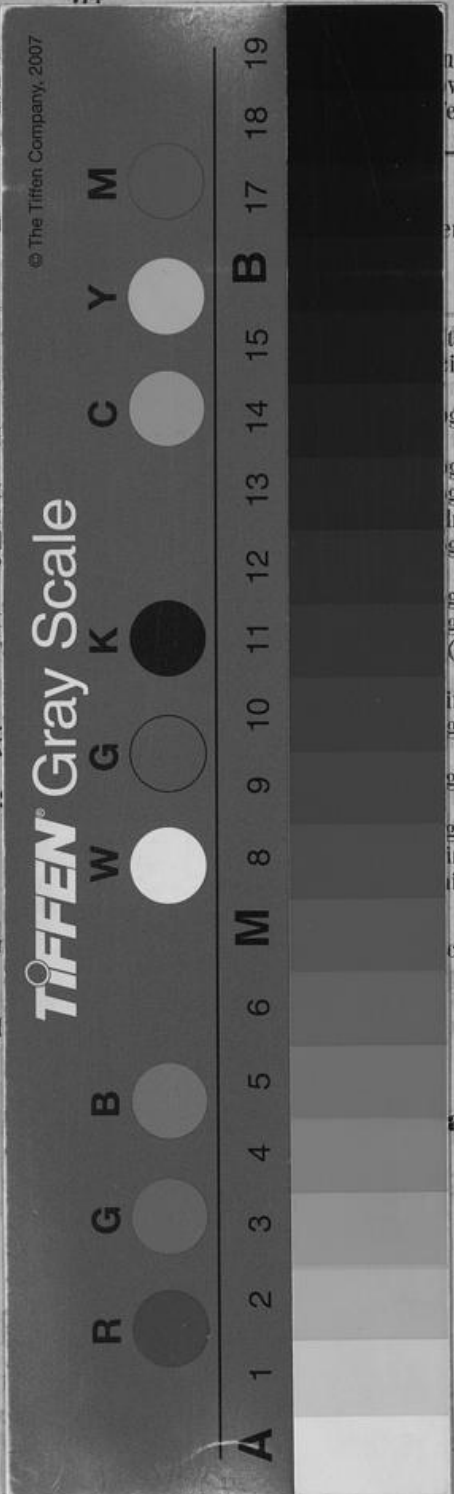 © The Tiffen Company, 2007
TIFFEN® Gray Scale
R G B W G K C Y M
A 1 2 3 4 5 6 M 8 9 10 11 12 13 14 15 B 17 18 19